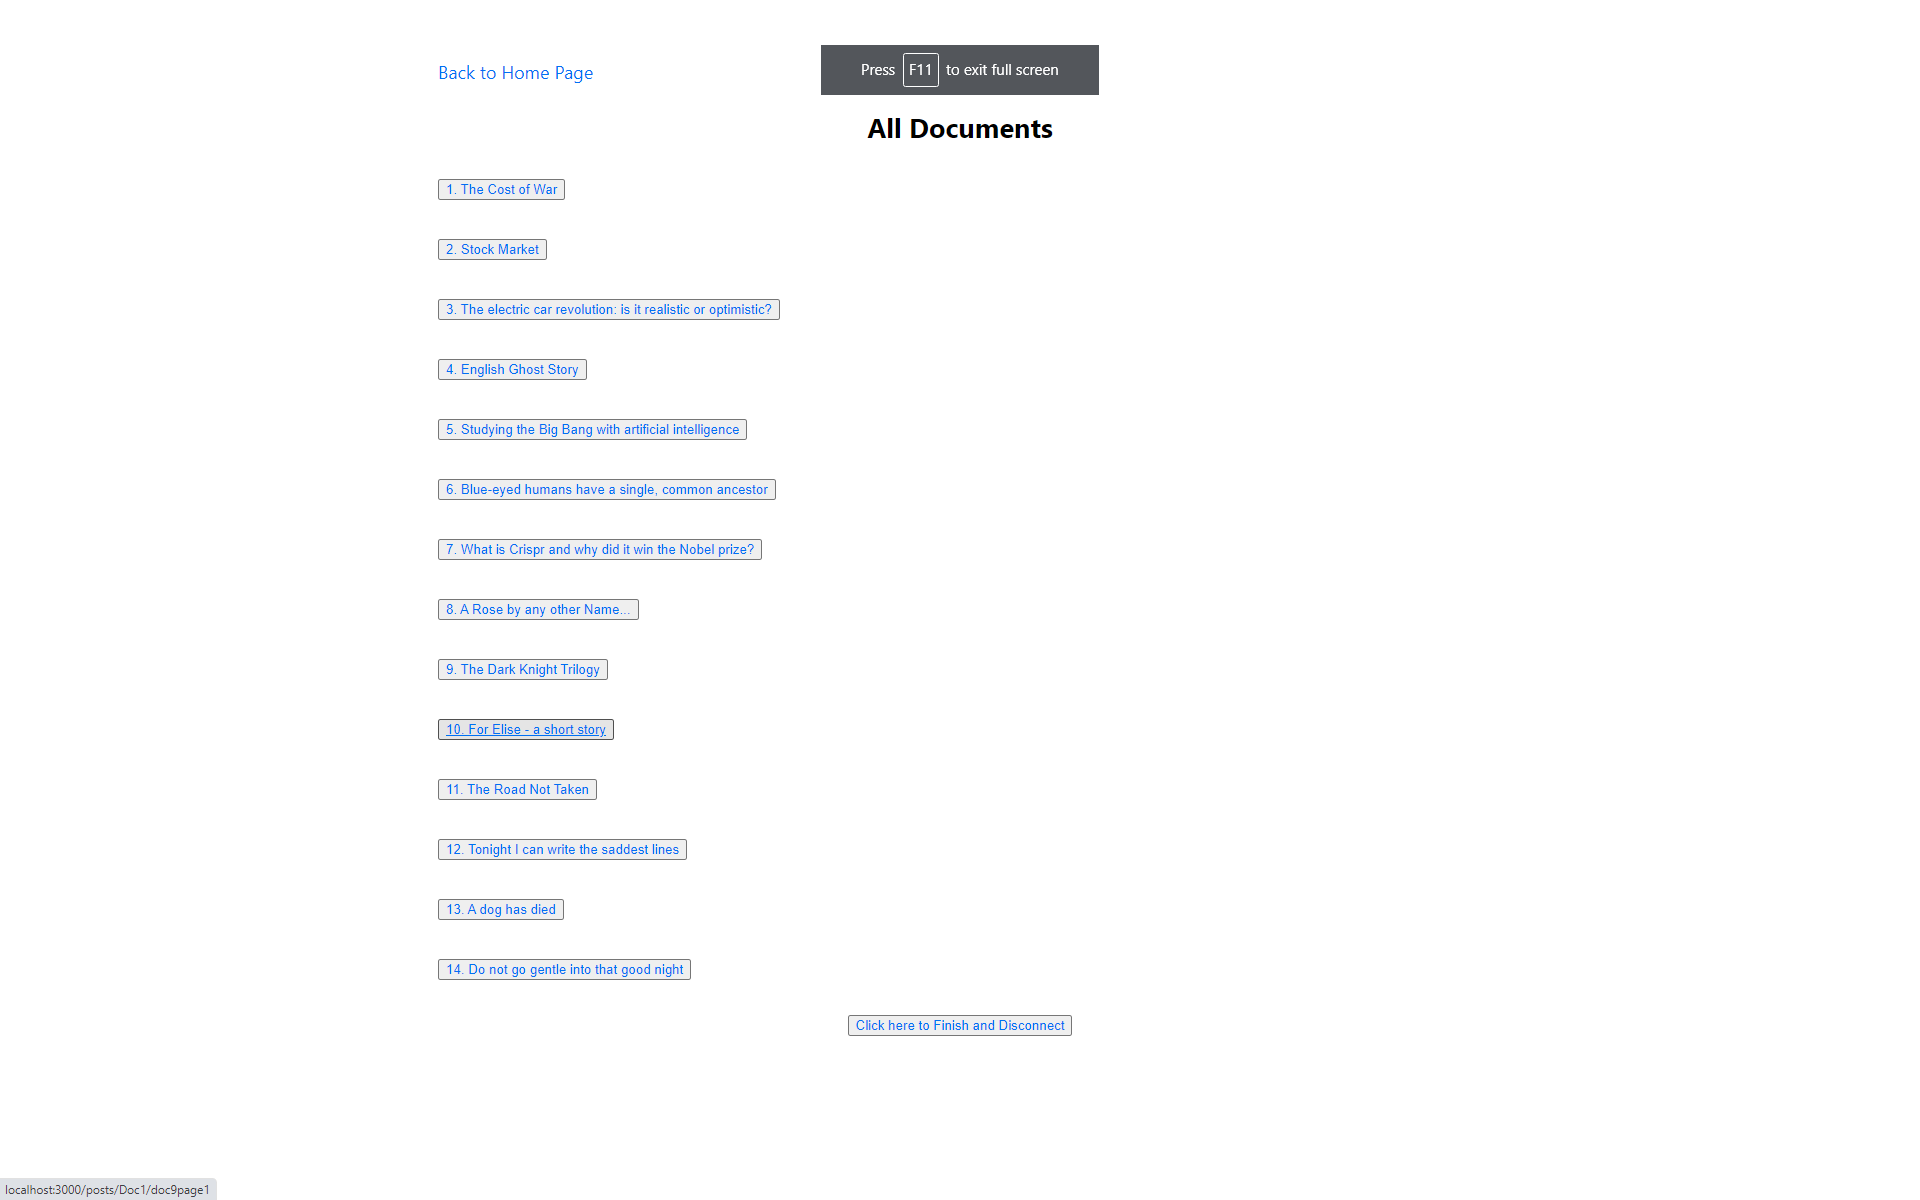 Back to Home Page
Press F11 to exit full screen
All Documents
1. The Cost of War
2. Stock Market
3. The electric car revolution: is it realistic or optimistic?
4. English Ghost Story
5. Studying the Big Bang with artificial intelligence
6. Blue-eyed humans have a single, common ancestor
7. What is Crispr and why did it win the Nobel prize?
8. A Rose by any other Name...
9. The Dark Knight Trilogy
10. For Elise - a short story
11. The Road Not Taken
12. Tonight I can write the saddest lines
13. A dog has died
14. Do not go gentle into that good night
Click here to Finish and Disconnect
localhost:3000/posts/Doc1/doc9page1